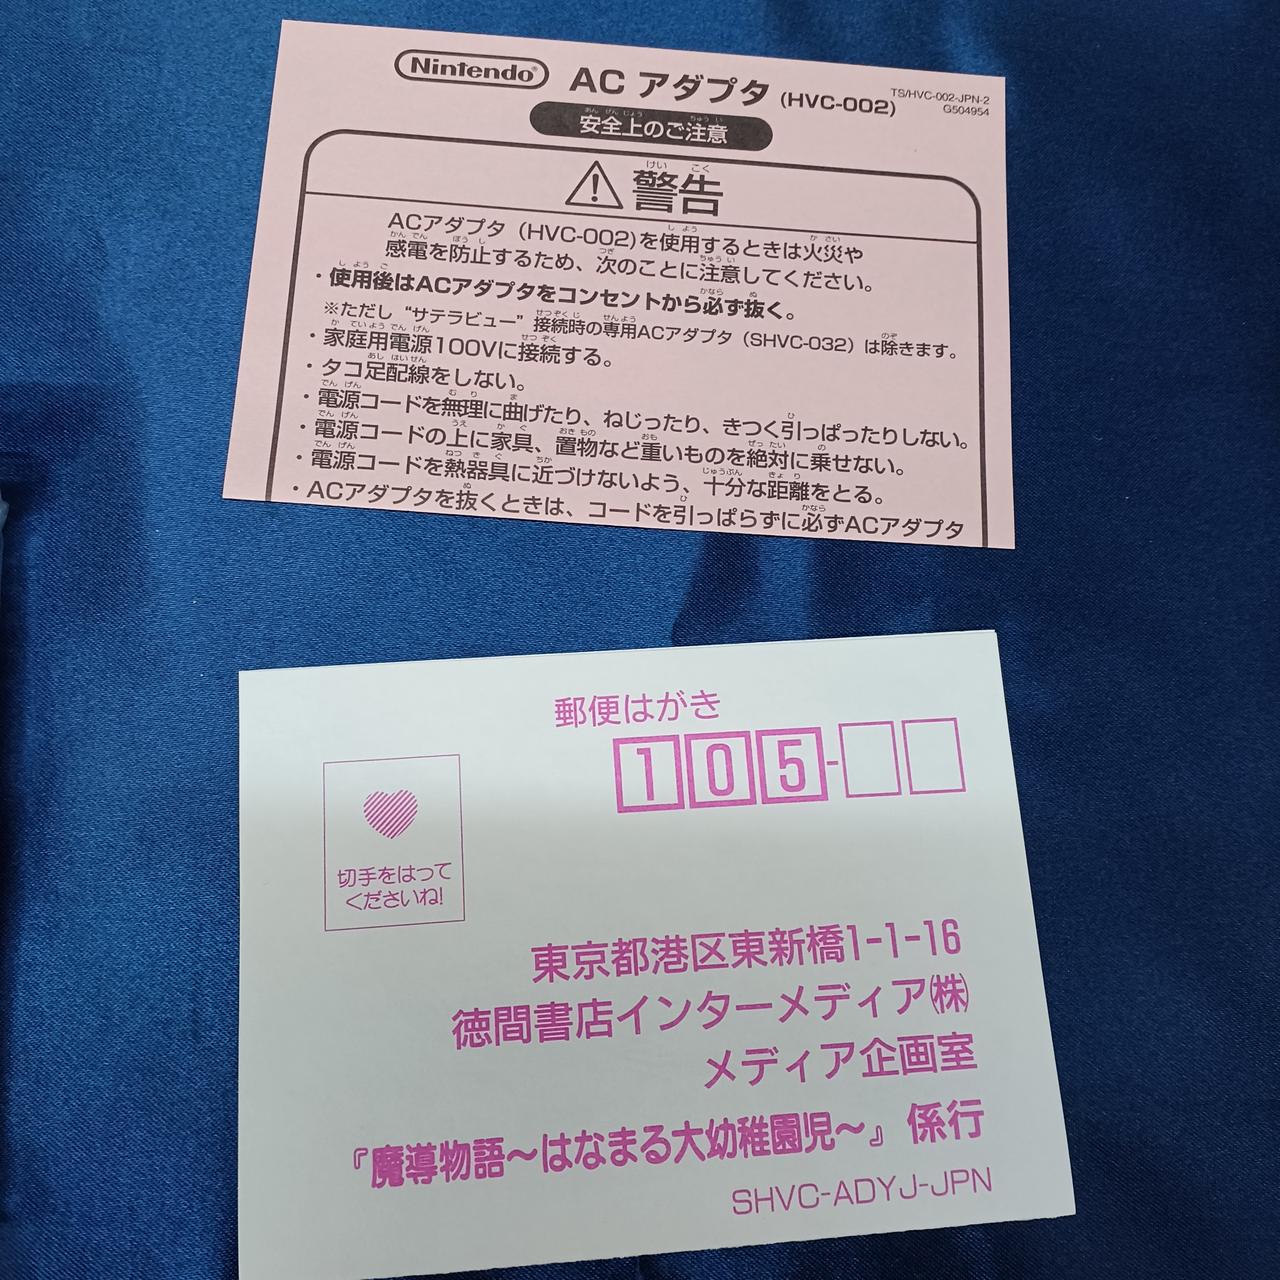 Nintendo® AC アダプタ (HVC-002) TS/HVC-002-JPN-2
G504954
安全上のご注意
警告
ACアダプタ（HVC-002)を使用するときは火災や
感電を防止するため、次のことに注意してください。
・使用後はACアダプタをコンセントから必ず抜く。
※ただし“サテラビュー”接続時の専用ACアダプタ（SHVC-032）は除きます。
・家庭用電源100Vに接続する。
・タコ足配線をしない。
・電源コードを無理に曲げたり、ねじったり、きつく引っぱったりしない。
・電源コードの上に家具、置物など重いものを絶対に乗せない。
・電源コードを熱器具に近づけないよう、十分な距離をとる。
・ACアダプタを抜くときは、コードを引っぱらずに必ずACアダプタ
郵便はがき
105-
切手をはって
くださいね!
東京都港区東新橋1-1-16
徳間書店インターメディア㈱
メディア企画室
『魔導物語〜はなまる大幼稚園児〜』係行
SHVC-ADYJ-JPN